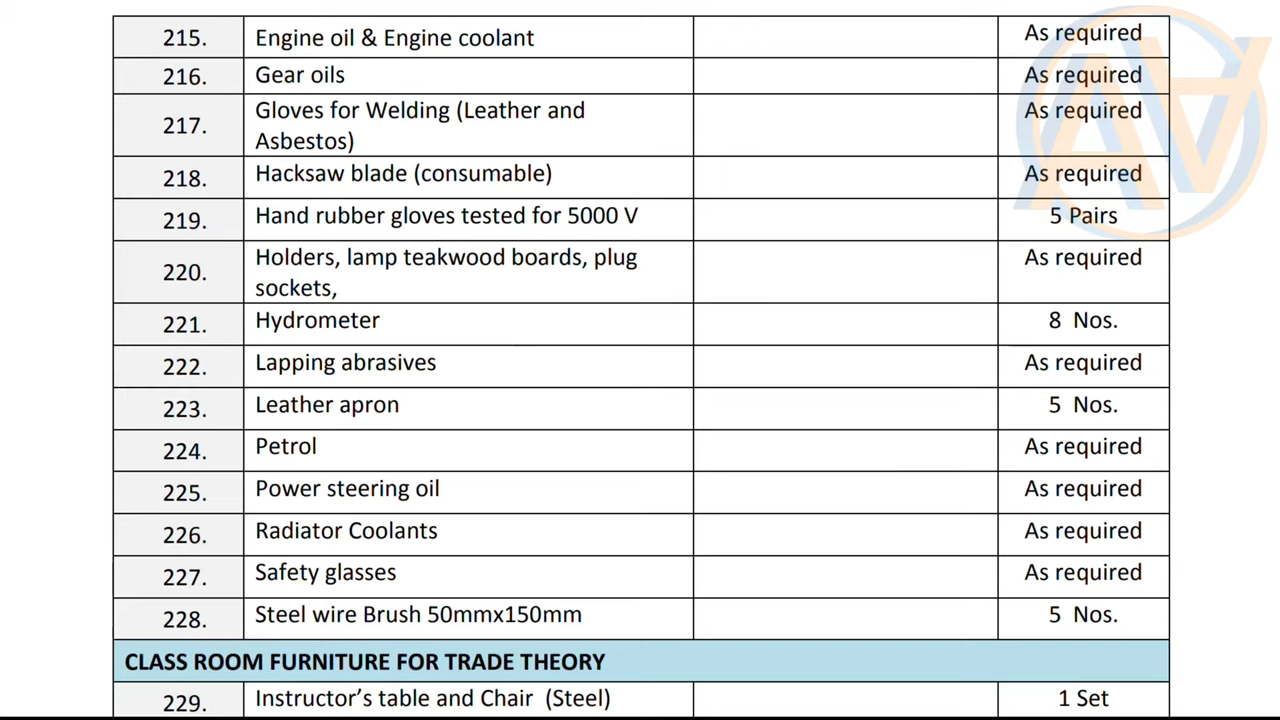 215. Engine oil & Engine coolant As required
216. Gear oils As required
217. Gloves for Welding (Leather and As required
Asbestos)
218. Hacksaw blade (consumable) As required
219. Hand rubber gloves tested for 5000 V 5 Pairs
220. Holders, lamp teakwood boards, plug As required
sockets,
221. Hydrometer 8 Nos.
222. Lapping abrasives As required
223. Leather apron 5 Nos.
224. Petrol As required
225. Power steering oil As required
226. Radiator Coolants As required
227. Safety glasses As required
228. Steel wire Brush 50mmx150mm 5 Nos.
CLASS ROOM FURNITURE FOR TRADE THEORY
229. Instructor’s table and Chair (Steel) 1 Set